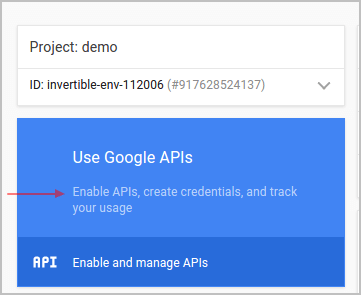 Project: demo
ID: invertible-env-112006 (#917628524137)
Use Google APIs
Enable APIs, create credentials, and track
your usage
API Enable and manage APIs